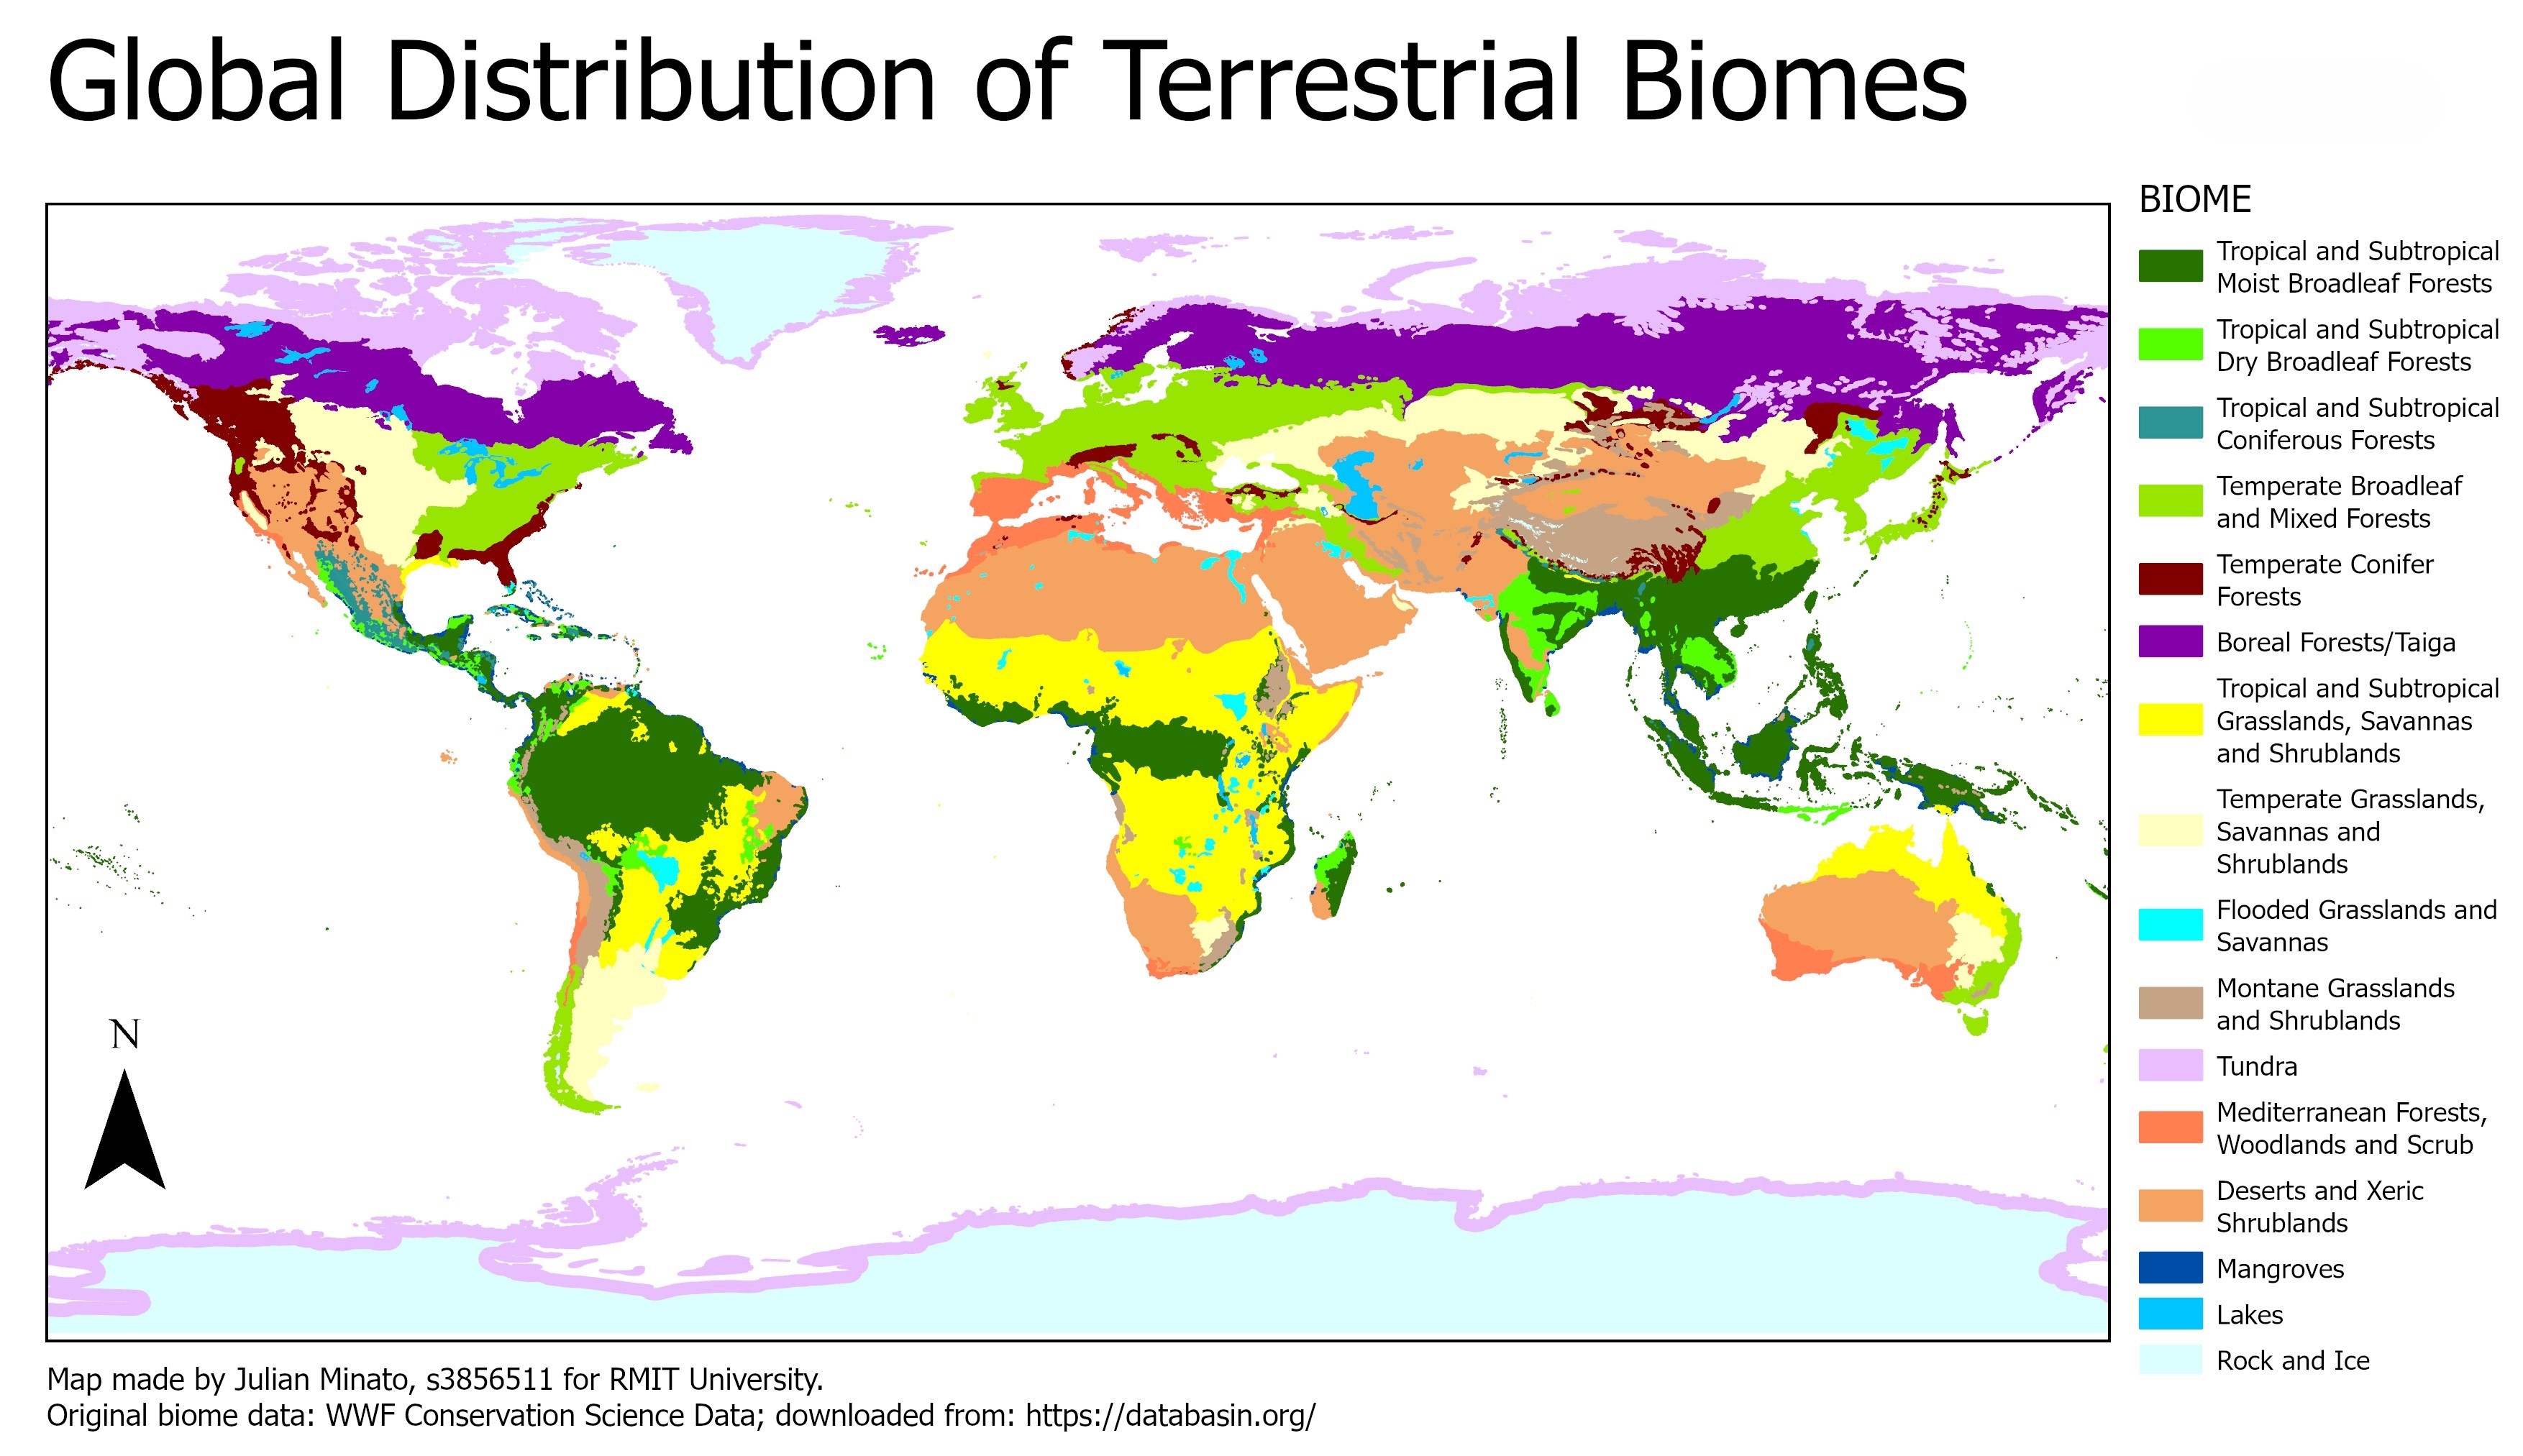 Global Distribution of Terrestrial Biomes
BIOME
Tropical and Subtropical
Moist Broadleaf Forests
Tropical and Subtropical
Dry Broadleaf Forests
Tropical and Subtropical
Coniferous Forests
Temperate Broadleaf
and Mixed Forests
Temperate Conifer
Forests
Boreal Forests/Taiga
Tropical and Subtropical
Grasslands, Savannas
and Shrublands
Temperate Grasslands,
Savannas and
Shrublands
Flooded Grasslands and
Savannas
Montane Grasslands
and Shrublands
Tundra
Mediterranean Forests,
Woodlands and Scrub
Deserts and Xeric
Shrublands
Mangroves
Lakes
Rock and Ice
N
Map made by Julian Minato, s3856511 for RMIT University.
Original biome data: WWF Conservation Science Data; downloaded from: https://databasin.org/